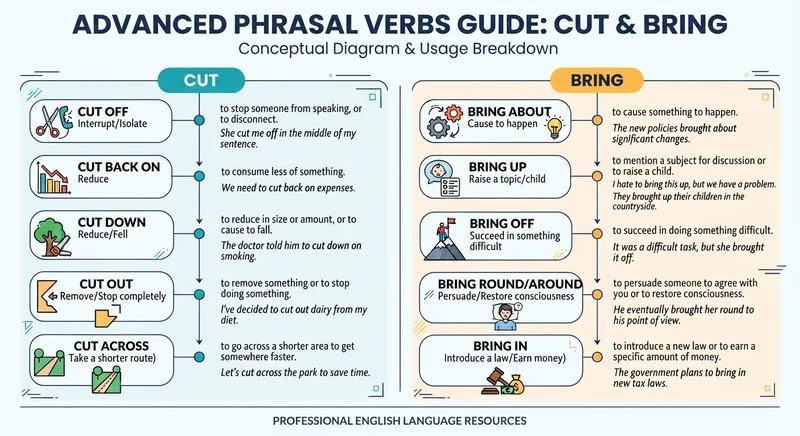 ADVANCED PHRASAL VERBS GUIDE: CUT & BRING
Conceptual Diagram & Usage Breakdown
CUT
CUT OFF
Interrupt/Isolate
to stop someone from speaking, or
to disconnect.
She cut me off in the middle of my
sentence.
CUT BACK ON
Reduce
to consume less of something.
We need to cut back on expenses.
CUT DOWN
Reduce/Fell
to reduce in size or amount, or to
cause to fall.
The doctor told him to cut down on
smoking.
CUT OUT
Remove/Stop completely
to remove something or to stop
doing something.
I've decided to cut out dairy from my
diet.
CUT ACROSS
Take a shorter route)
to go across a shorter area to get
somewhere faster.
Let's cut across the park to save time.
BRING
BRING ABOUT
Cause to happen
to cause something to happen.
The new policies brought about
significant changes.
BRING UP
Raise a topic/child
to mention a subject for discussion or
to raise a child.
I hate to bring this up, but we have a problem.
They brought up their children in the
countryside.
BRING OFF
Succeed in something
difficult
to succeed in doing something difficult.
It was a difficult task, but she brought
it off.
BRING ROUND/AROUND
Persuade/Restore consciousness
to persuade someone to agree with
you or to restore consciousness.
He eventually brought her round to
his point of view.
BRING IN
Introduce a law/Earn money)
to introduce a new law or to earn a
specific amount of money.
The government plans to bring in
new tax laws.
PROFESSIONAL ENGLISH LANGUAGE RESOURCES